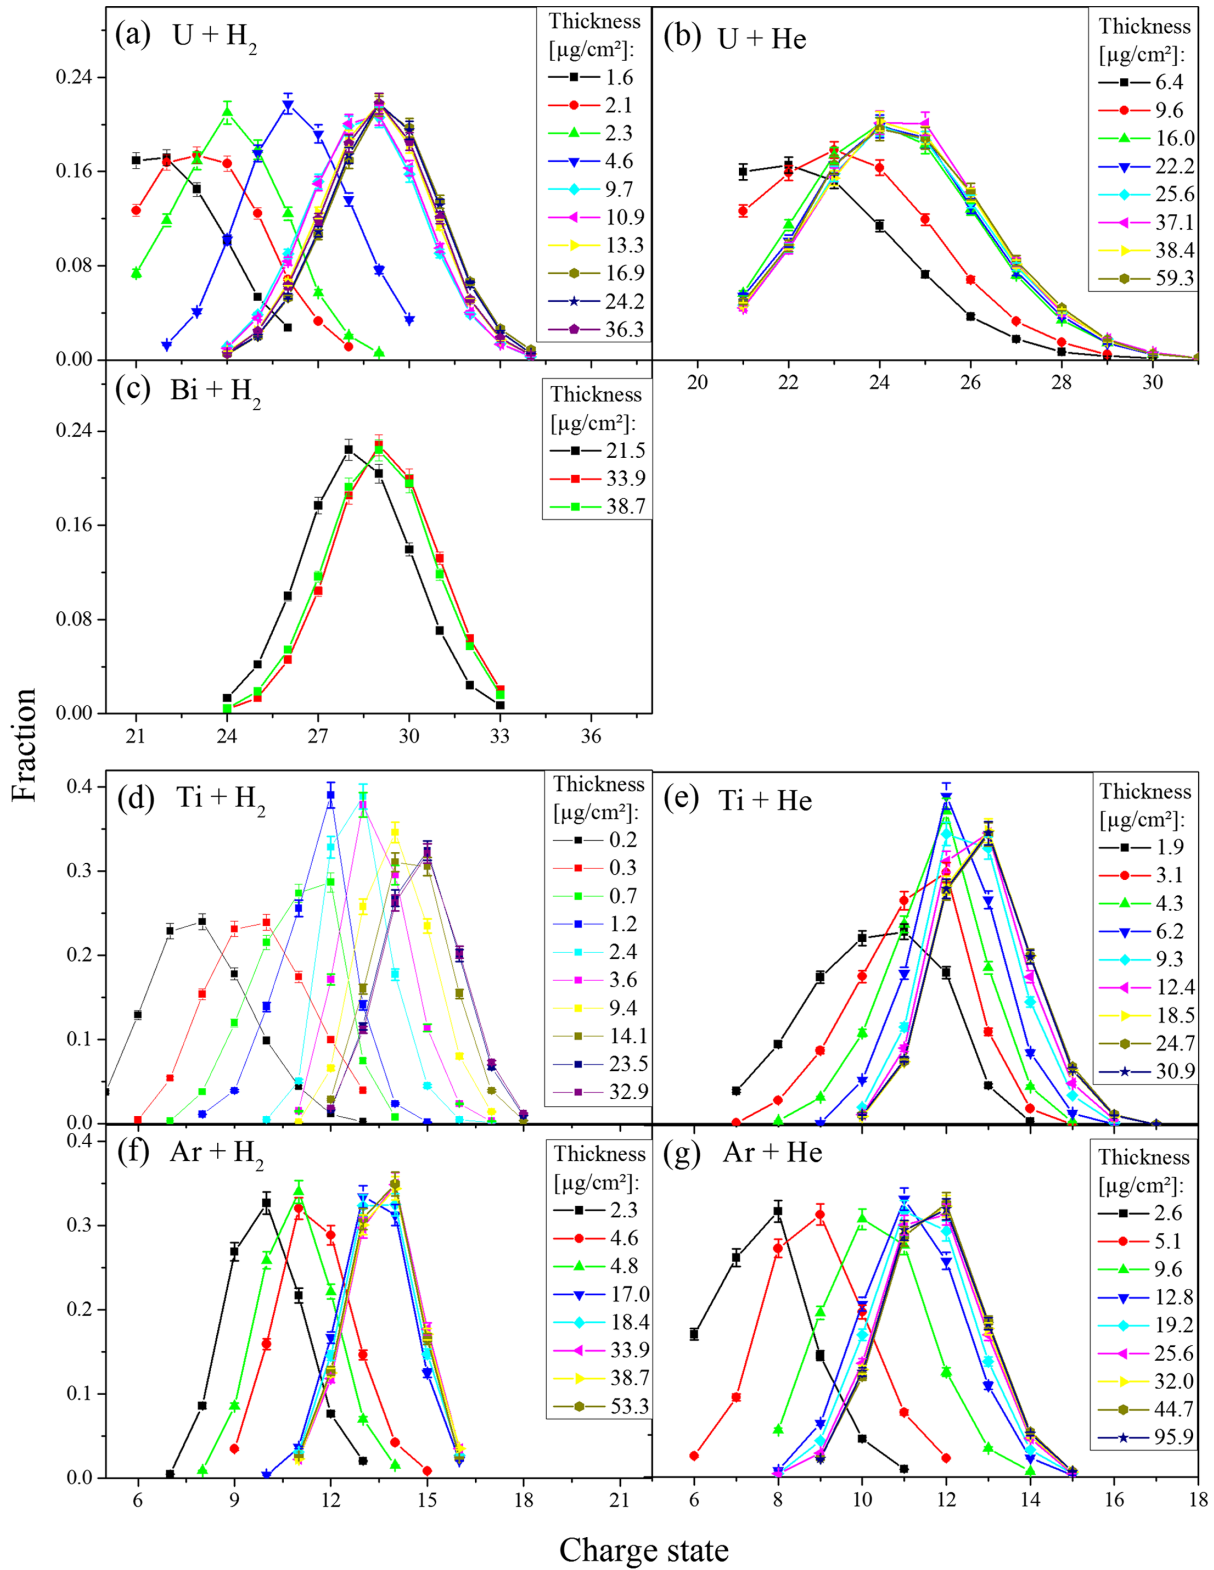 (a) U + H₂
Thickness
[µg/cm²]:
1.6
2.1
2.3
4.6
9.7
10.9
13.3
16.9
24.2
36.3
0.24
0.16
0.08
0.00
(b) U + He
Thickness
[µg/cm²]:
6.4
9.6
16.0
22.2
25.6
37.1
38.4
59.3
20 22 24 26 28 30
(c) Bi + H₂
Thickness
[µg/cm²]:
21.5
33.9
38.7
0.24
0.16
0.08
0.00
21 24 27 30 33 36
Fraction
(d) Ti + H₂
Thickness
[µg/cm²]:
0.2
0.3
0.7
1.2
2.4
3.6
9.4
14.1
23.5
32.9
0.4
0.3
0.2
0.1
0.0
(e) Ti + He
Thickness
[µg/cm²]:
1.9
3.1
4.3
6.2
9.3
12.4
18.5
24.7
30.9
(f) Ar + H₂
Thickness
[µg/cm²]:
2.3
4.6
4.8
17.0
18.4
33.9
38.7
53.3
0.4
0.3
0.2
0.1
0.0
6 9 12 15 18 21
(g) Ar + He
Thickness
[µg/cm²]:
2.6
5.1
9.6
12.8
19.2
25.6
32.0
44.7
95.9
6 8 10 12 14 16 18
Charge state